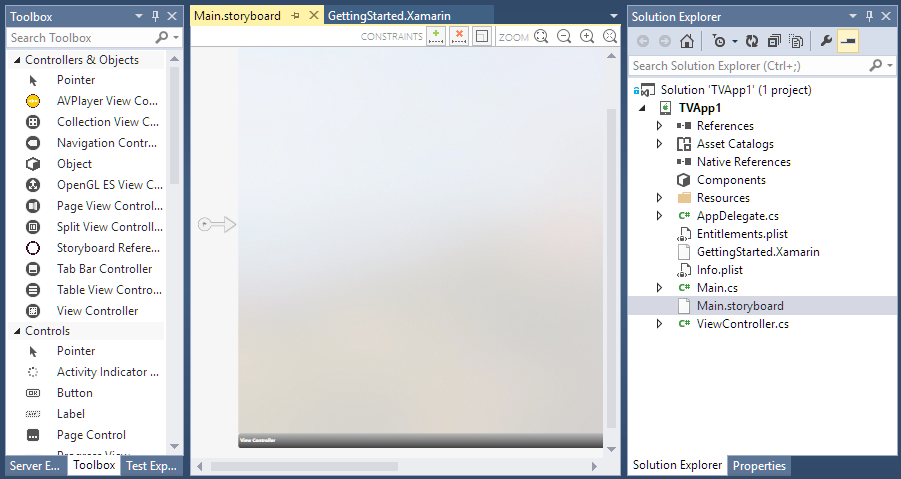 Toolbox
Search Toolbox
Controllers & Objects
Pointer
AVPlayer View Co...
Collection View C...
Navigation Contr...
Object
OpenGL ES View C...
Page View Control...
Split View Controll...
Storyboard Refere...
Tab Bar Controller
Table View Contro...
View Controller
Controls
Pointer
Activity Indicator ...
Button
Label
Page Control
Progress View
Server E...
Toolbox
Test Exp...
Main.storyboard
GettingStarted.Xamarin
CONSTRAINTS
ZOOM
View Controller
Solution Explorer
Search Solution Explorer (Ctrl+;)
Solution 'TVApp1' (1 project)
TVApp1
References
Asset Catalogs
Native References
Components
Resources
C# AppDelegate.cs
Entitlements.plist
GettingStarted.Xamarin
Info.plist
C# Main.cs
Main.storyboard
C# ViewController.cs
Solution Explorer
Properties